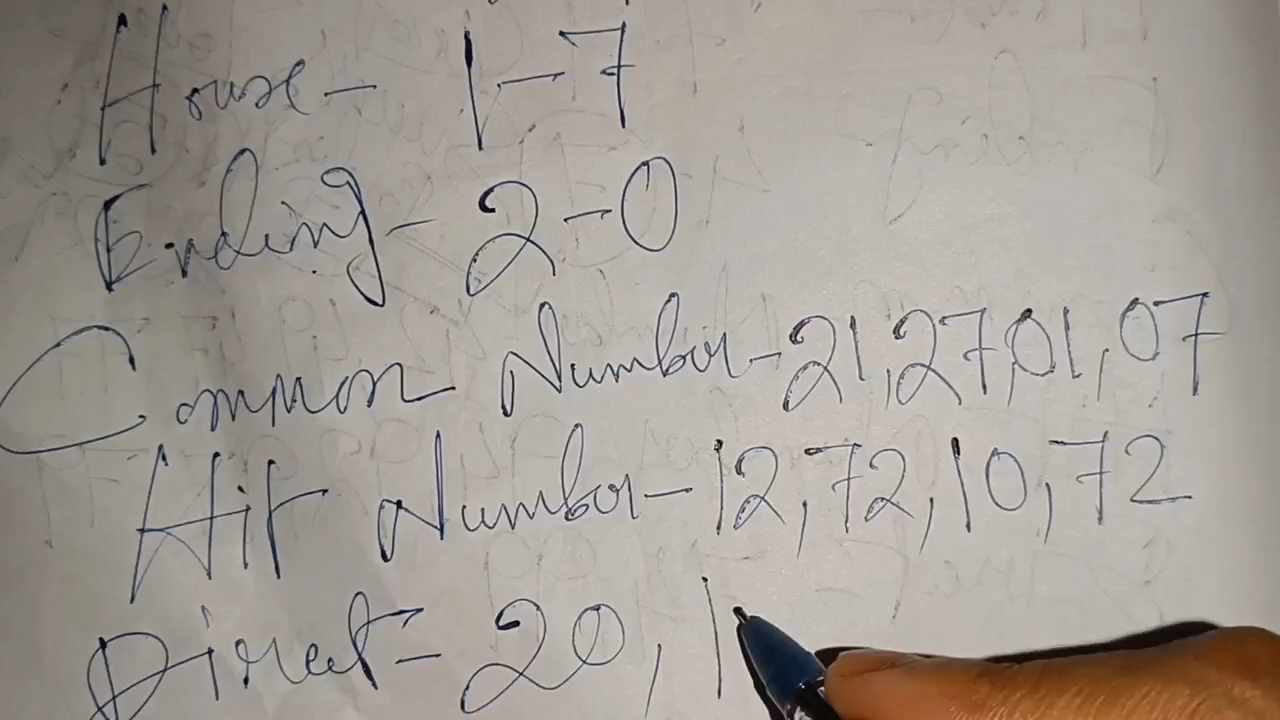 House- 1-7
Ending- 2-0
Common Number-21,27,01,07
Hit Number-12,72,10,72
Direct=20,1